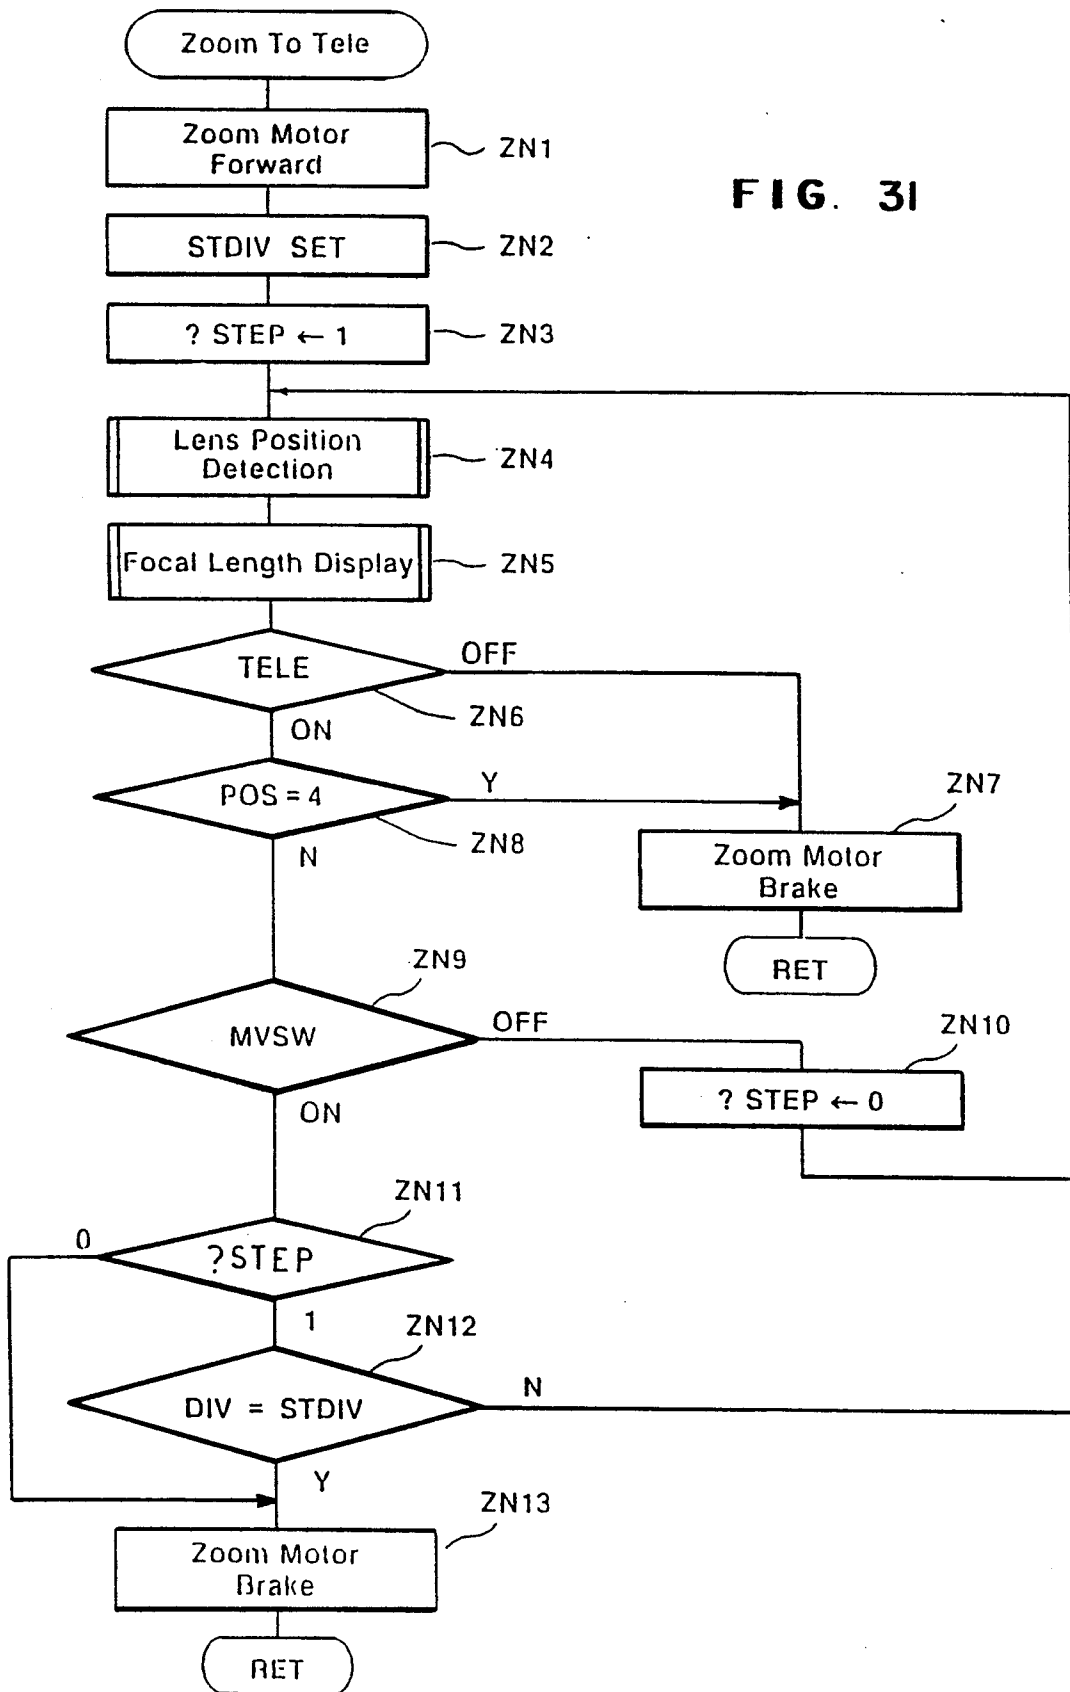 Zoom To Tele
Zoom Motor
Forward
ZN1
FIG. 31
STDIV SET
ZN2
? STEP ← 1
ZN3
Lens Position
Detection
ZN4
Focal Length Display
ZN5
TELE
OFF
ZN6
ON
POS = 4
Y
ZN8
N
ZN7
Zoom Motor
Brake
RET
ZN9
MVSW
OFF
ON
ZN10
? STEP ← 0
ZN11
0
?STEP
1
ZN12
DIV = STDIV
N
Y
ZN13
Zoom Motor
Brake
RET